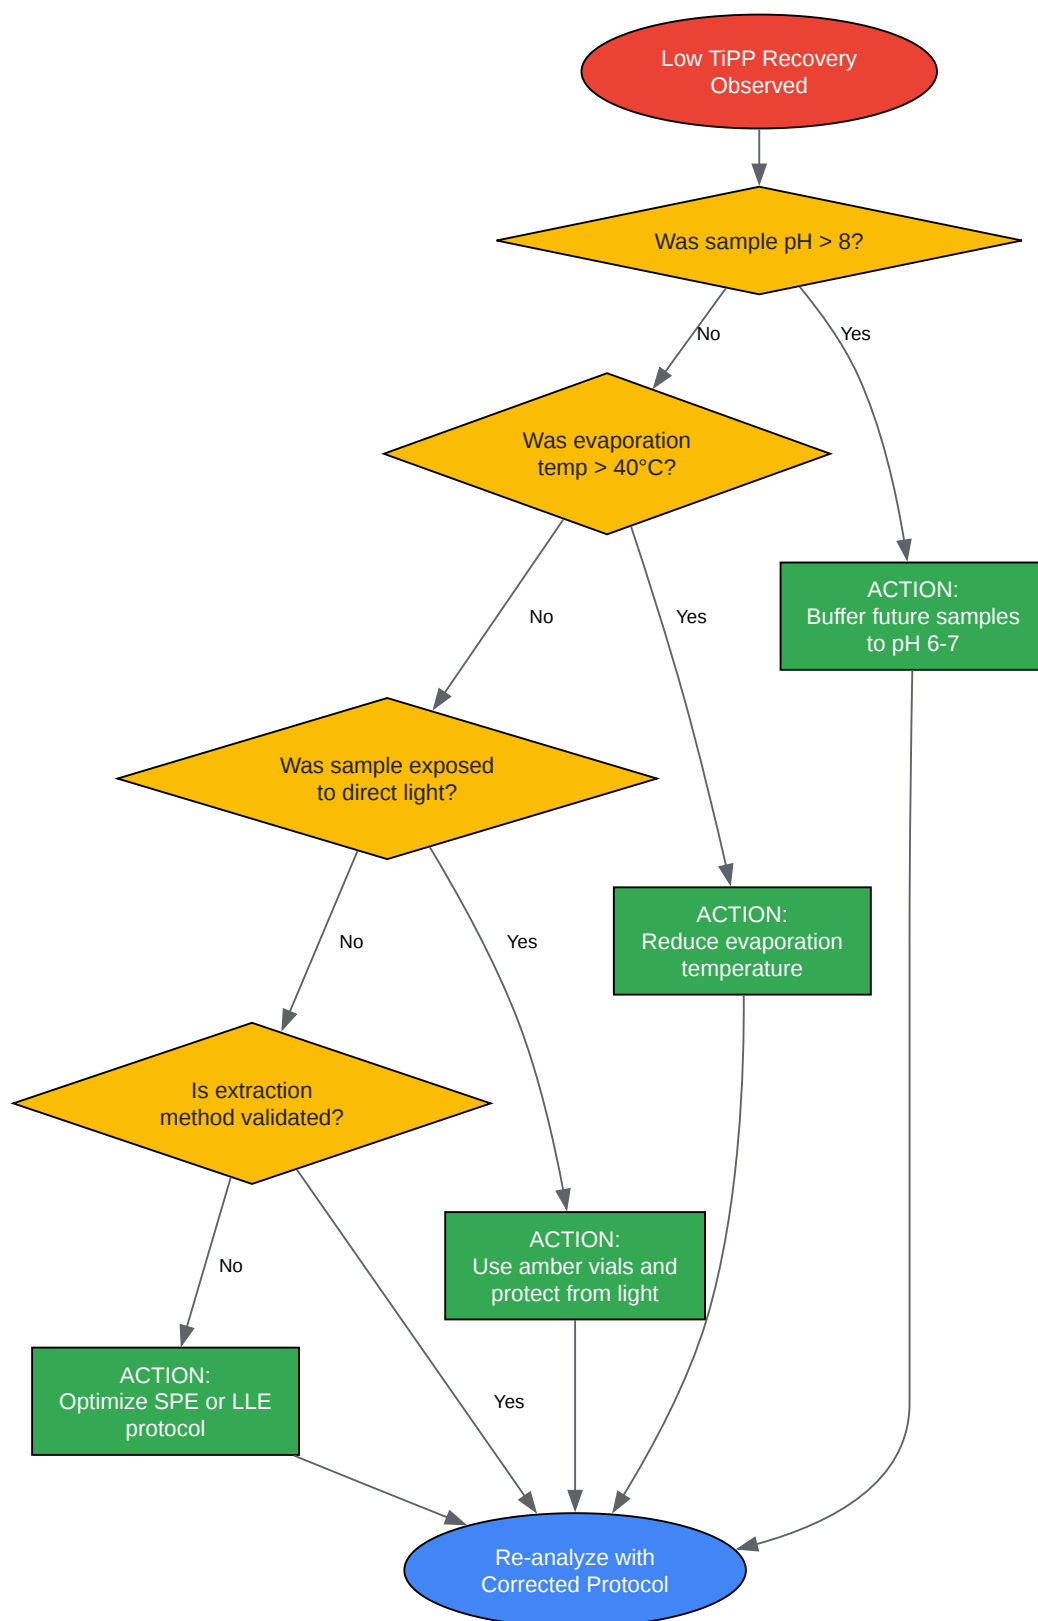 Low TiPP Recovery
Observed
Was sample pH > 8?
No
Yes
Was evaporation
temp > 40°C?
No
Yes
ACTION:
Buffer future samples
to pH 6-7
Was sample exposed
to direct light?
No
Yes
ACTION:
Reduce evaporation
temperature
Is extraction
method validated?
No
Yes
ACTION:
Use amber vials and
protect from light
ACTION:
Optimize SPE or LLE
protocol
Re-analyze with
Corrected Protocol